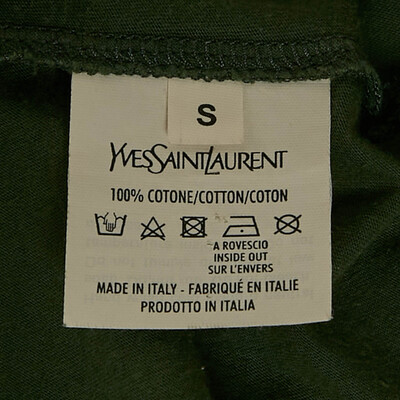 S
YVESSAINTLAURENT
100% COTONE/COTTON/COTON
A ROVESCIO
INSIDE OUT
SUR L'ENVERS
MADE IN ITALY - FABRIQUÉ EN ITALIE
PRODOTTO IN ITALIA